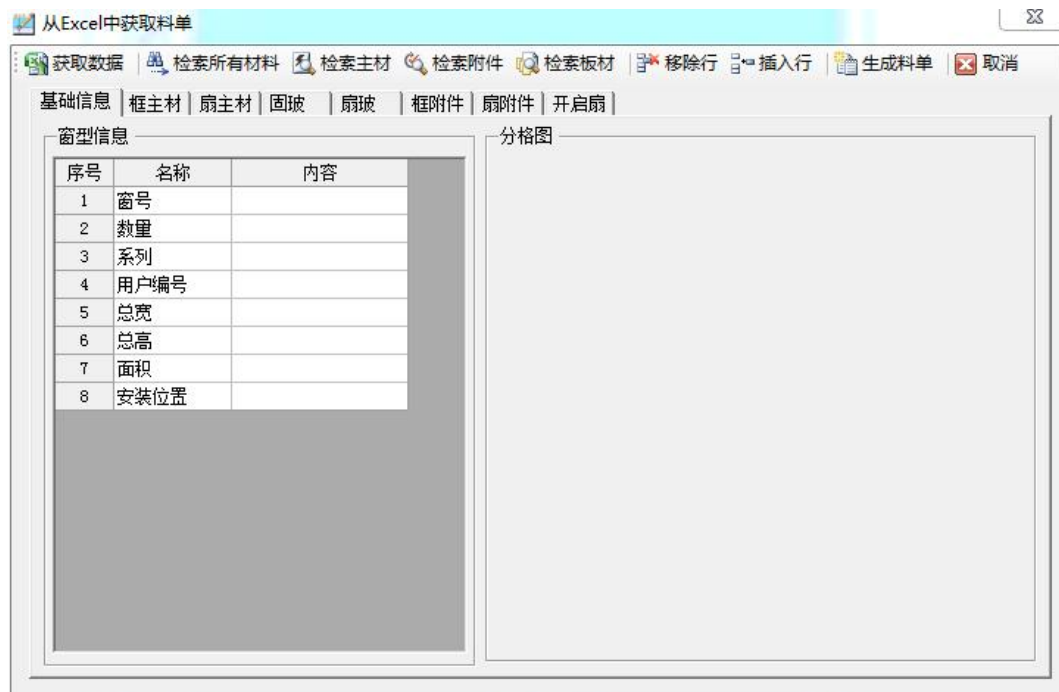 从Excel中获取料单
获取数据 检索所有材料 检索主材 检索附件 检索板材 移除行 插入行 生成料单 取消
基础信息 框主材 扇主材 固玻 扇玻 框附件 扇附件 开启扇
窗型信息 分格图
序号 名称 内容
1 窗号
2 数量
3 系列
4 用户编号
5 总宽
6 总高
7 面积
8 安装位置